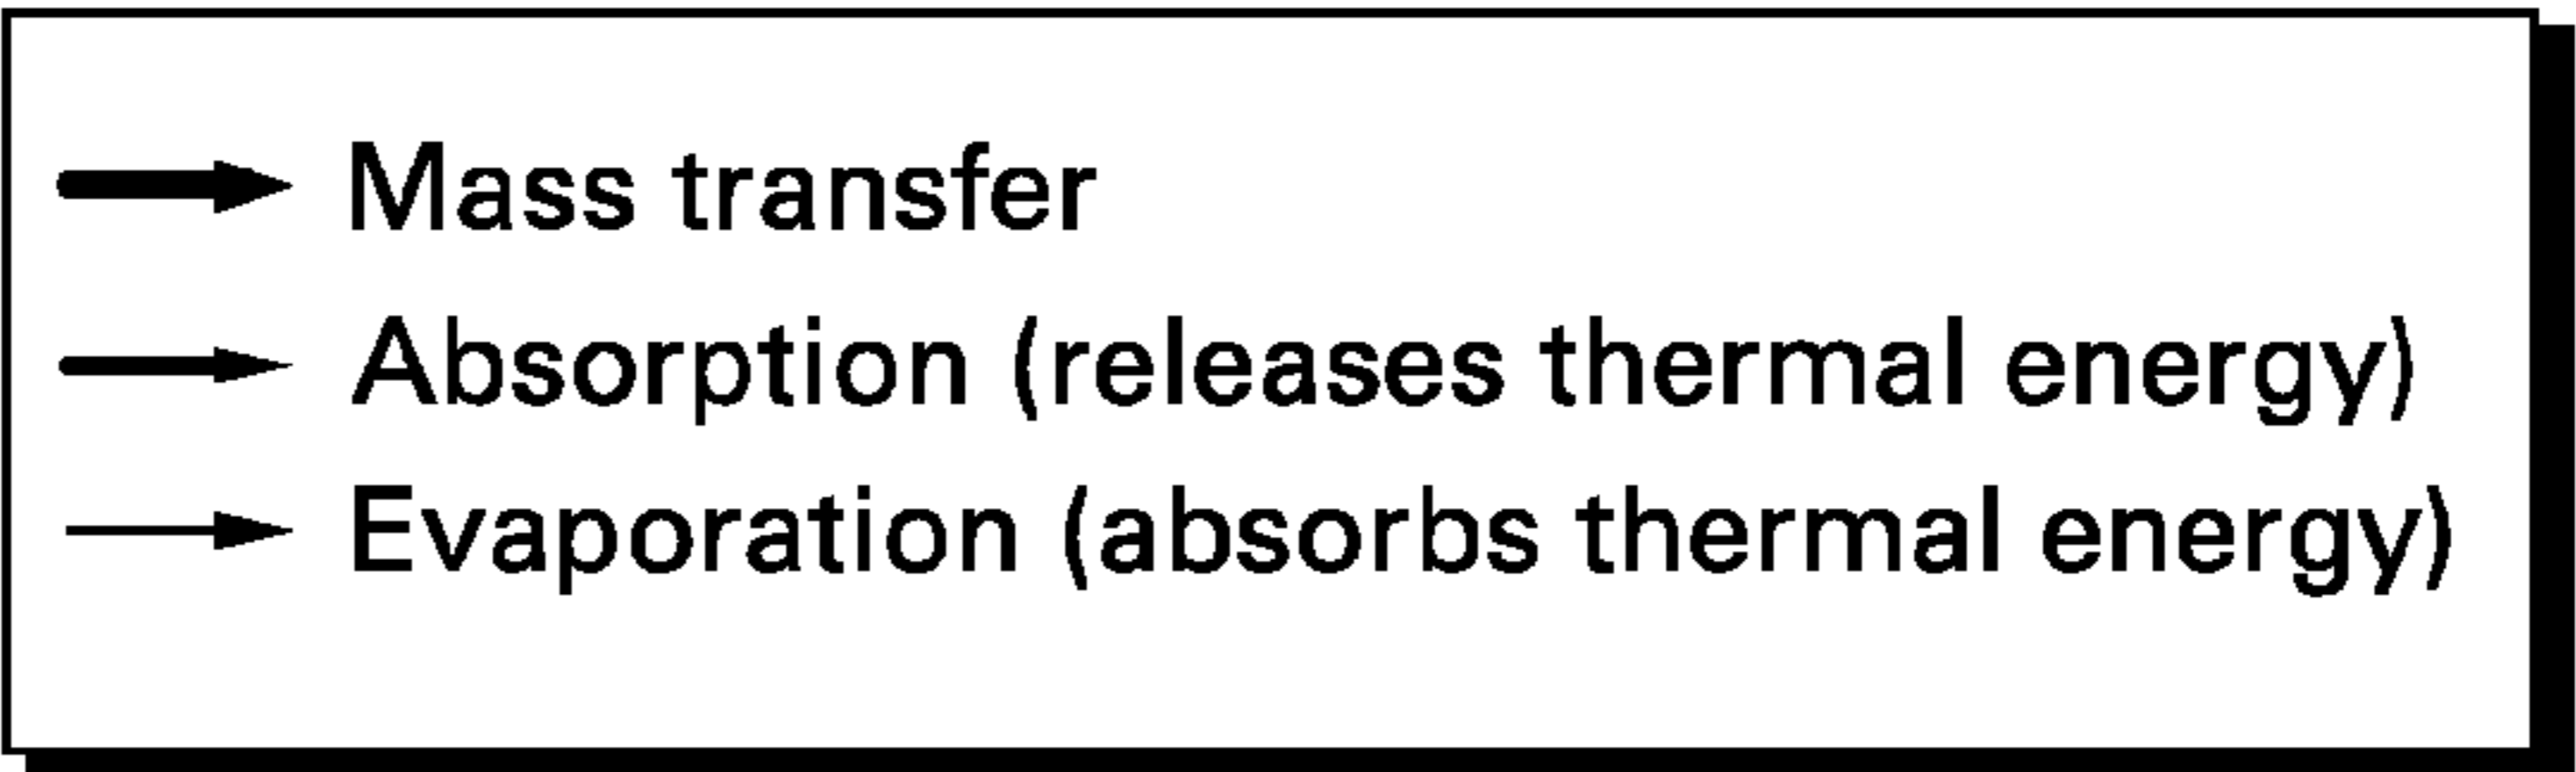 Mass transfer
Absorption (releases thermal energy)
Evaporation (absorbs thermal energy)